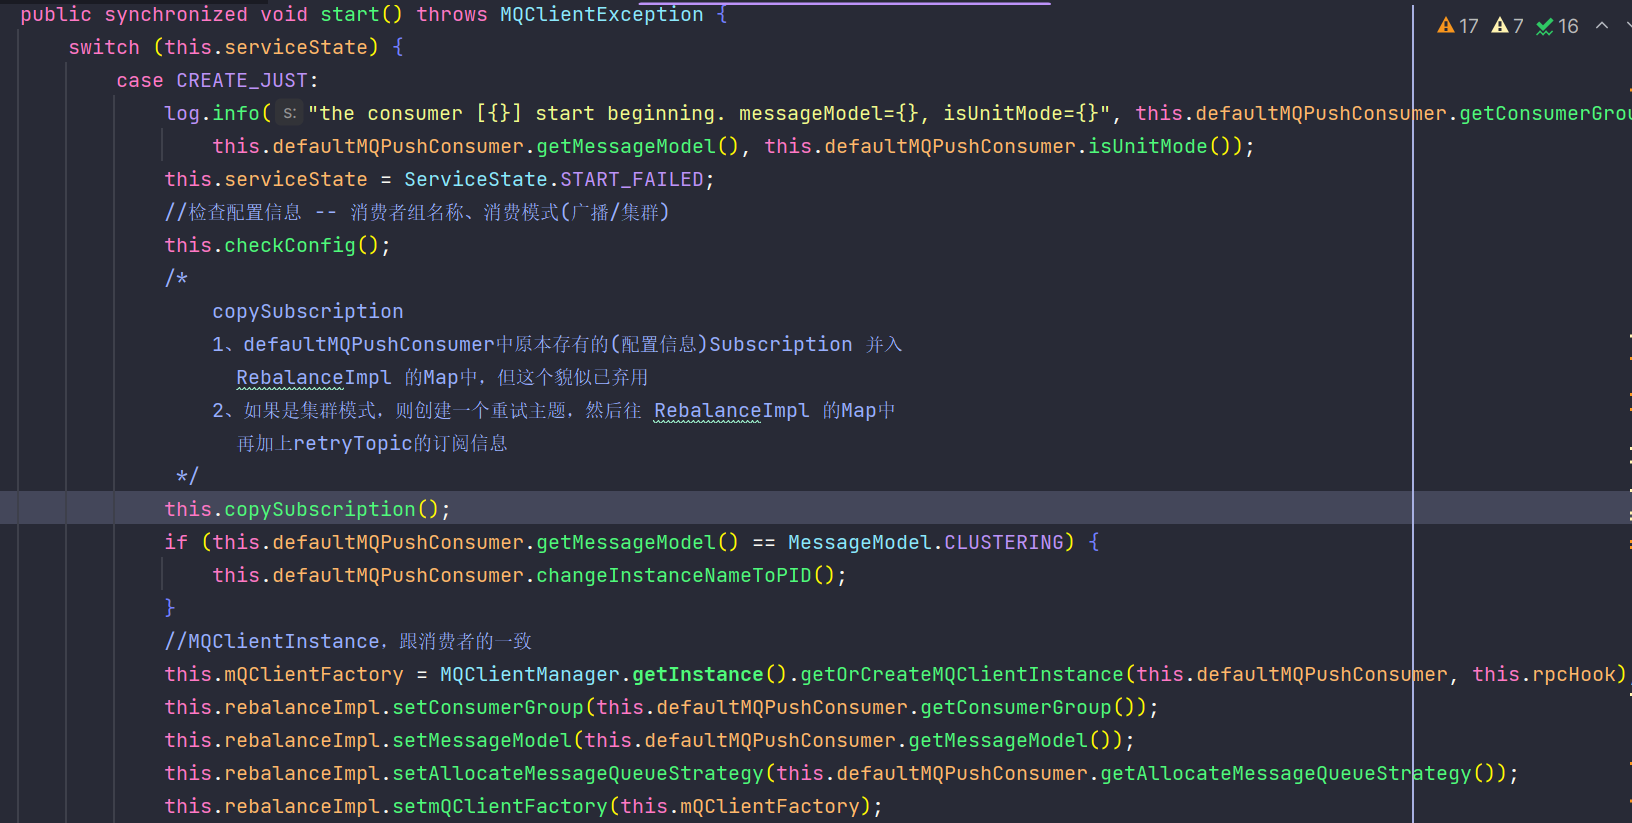 public synchronized void start() throws MQClientException {
switch (this.serviceState) {
case CREATE_JUST:
log.info( s: "the consumer [{}] start beginning. messageModel={}, isUnitMode={}", this.defaultMQPushConsumer.getConsumerGrou
this.defaultMQPushConsumer.getMessageModel(), this.defaultMQPushConsumer.isUnitMode());
this.serviceState = ServiceState.START_FAILED;
//检查配置信息 -- 消费者组名称、消费模式(广播/集群)
this.checkConfig();
/*
copySubscription
1、defaultMQPushConsumer中原本存有的(配置信息)Subscription 并入
RebalanceImpl 的Map中，但这个貌似已弃用
2、如果是集群模式，则创建一个重试主题，然后往 RebalanceImpl 的Map中
再加上retryTopic的订阅信息
*/
this.copySubscription();
if (this.defaultMQPushConsumer.getMessageModel() == MessageModel.CLUSTERING) {
this.defaultMQPushConsumer.changeInstanceNameToPID();
}
//MQClientInstance，跟消费者的一致
this.mQClientFactory = MQClientManager.getInstance().getOrCreateMQClientInstance(this.defaultMQPushConsumer, this.rpcHook)
this.rebalanceImpl.setConsumerGroup(this.defaultMQPushConsumer.getConsumerGroup());
this.rebalanceImpl.setMessageModel(this.defaultMQPushConsumer.getMessageModel());
this.rebalanceImpl.setAllocateMessageQueueStrategy(this.defaultMQPushConsumer.getAllocateMessageQueueStrategy());
this.rebalanceImpl.setmQClientFactory(this.mQClientFactory);
17 7 16